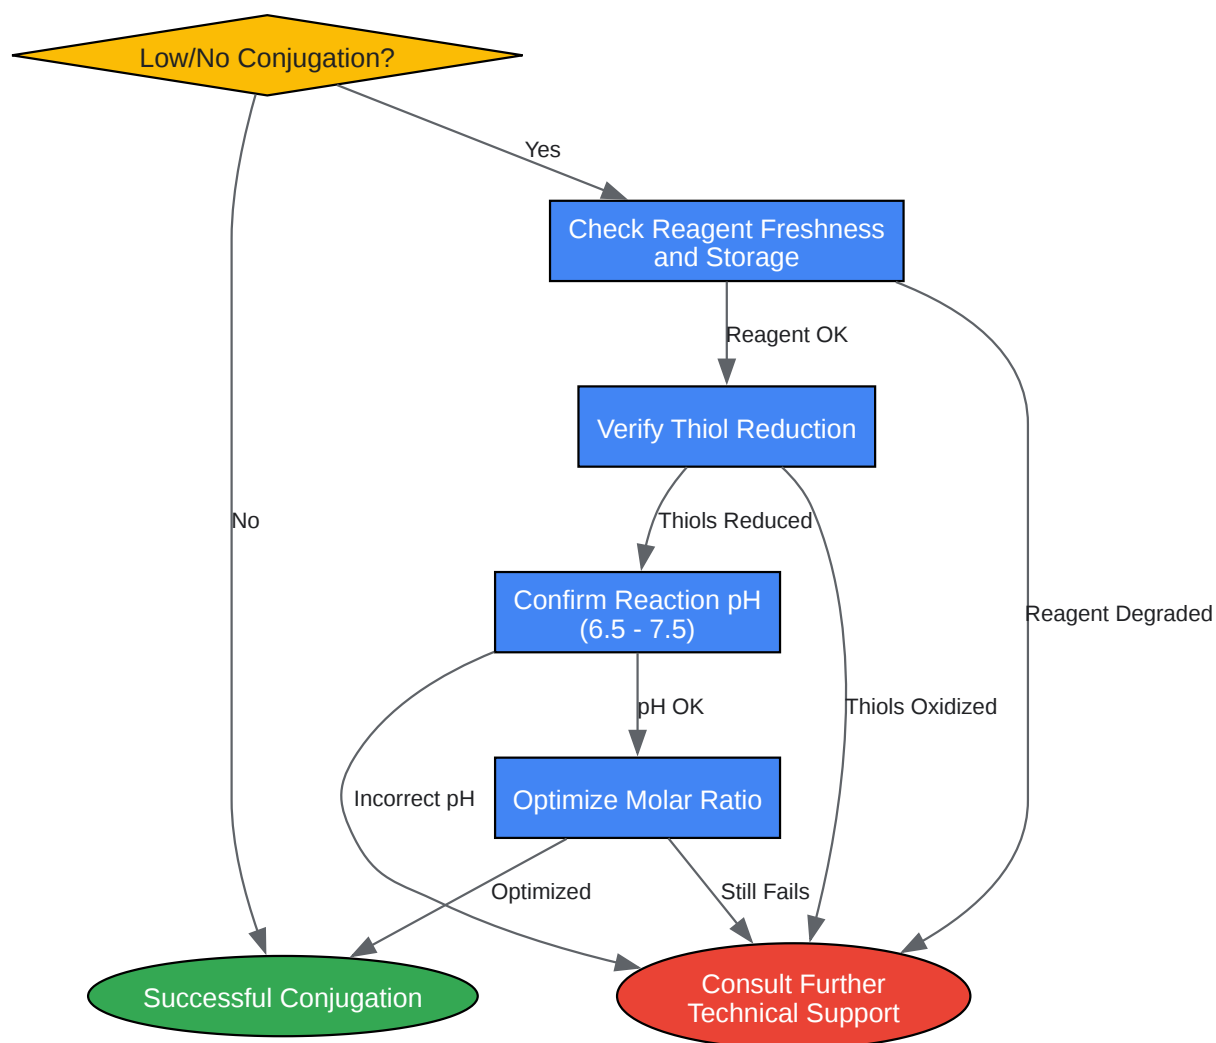 Low/No Conjugation?
Yes
Check Reagent Freshness
and Storage
Reagent OK
Verify Thiol Reduction
No
Thiols Reduced
Confirm Reaction pH
(6.5 - 7.5)
Reagent Degraded
pH OK
Thiols Oxidized
Incorrect pH
Optimize Molar Ratio
Optimized
Still Fails
Successful Conjugation
Consult Further
Technical Support